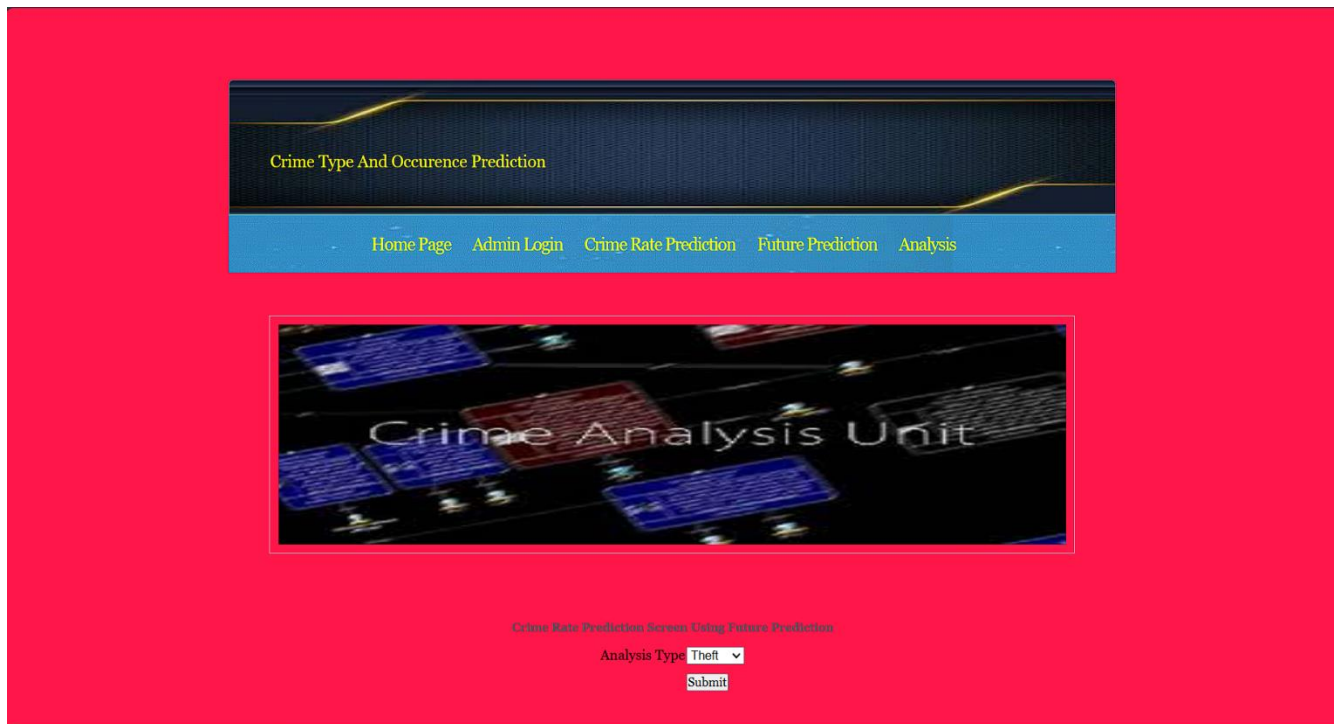 Crime Type And Occurence Prediction
Home Page Admin Login Crime Rate Prediction Future Prediction Analysis
Crime Analysis Unit
Crime Rate Prediction Screen Using Future Prediction
Analysis Type Theft
Submit